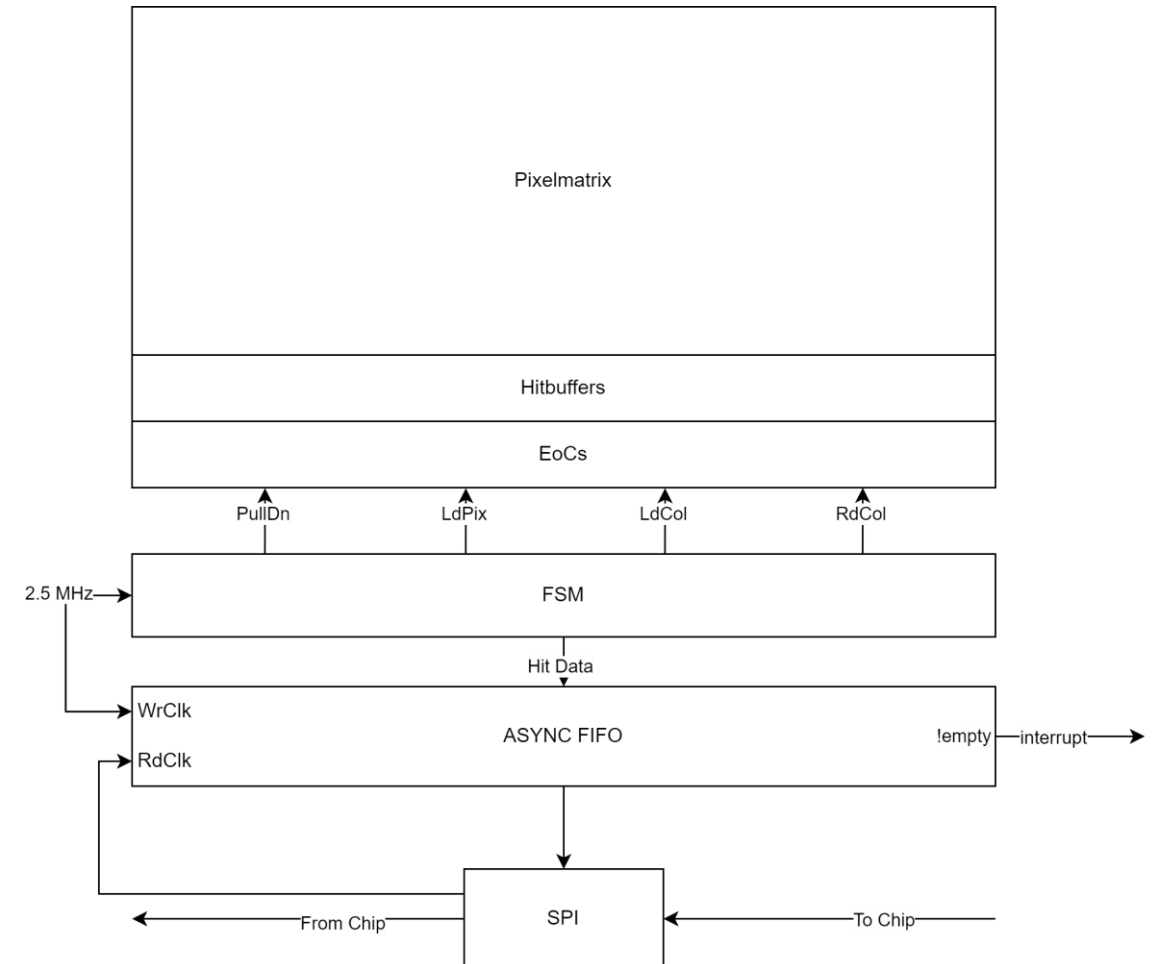 Pixelmatrix
Hitbuffers
EoCs
PullDn LdPix LdCol RdCol
2.5 MHz FSM
Hit Data
WrClk
ASYNC FIFO !empty interrupt
RdClk
SPI
From Chip To Chip